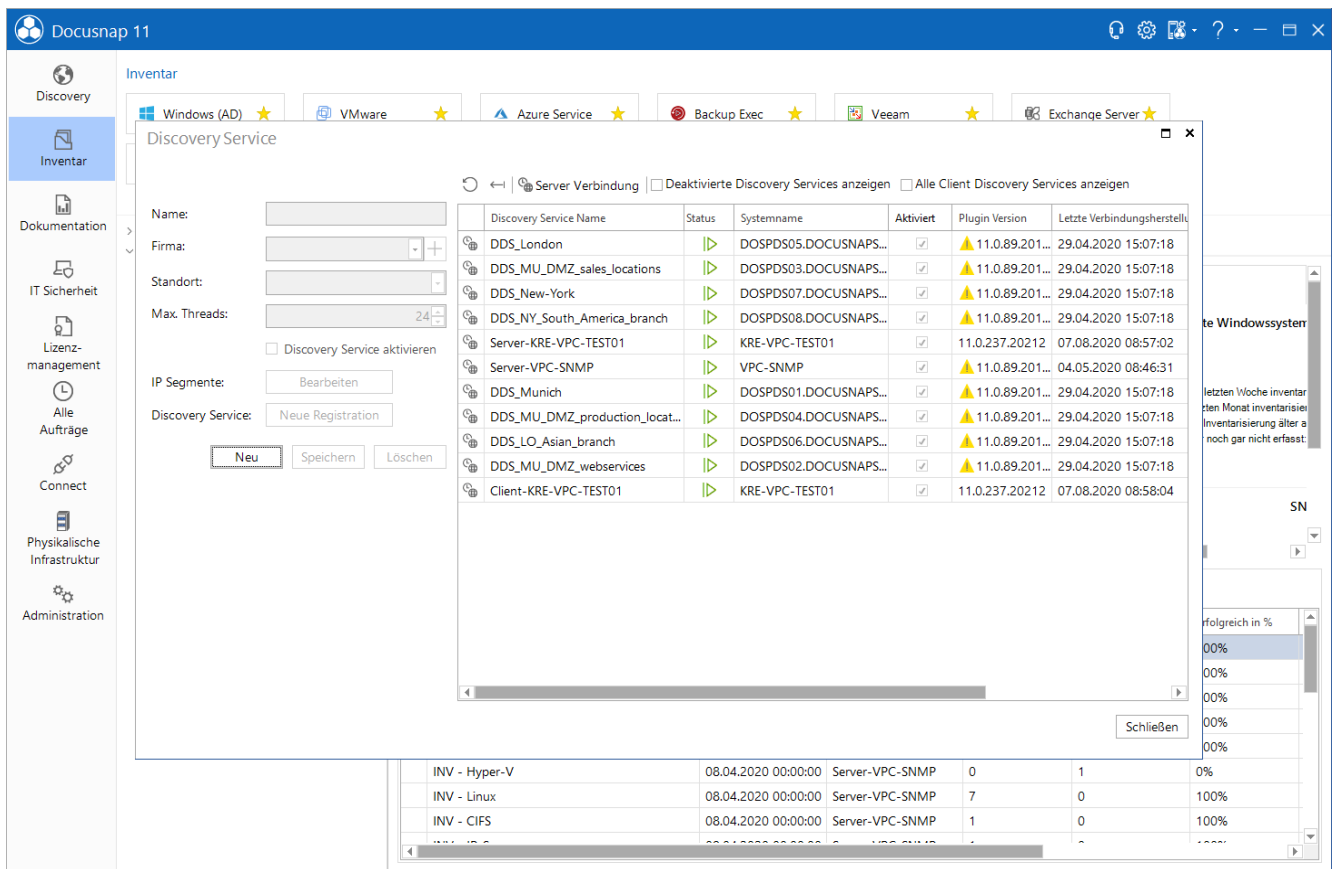 Docusnap 11
Discovery
Inventar
Dokumentation
IT Sicherheit
Lizenz-
management
Alle
Aufträge
Connect
Physikalische
Infrastruktur
Administration
Inventar
Windows (AD)
VMware
Azure Service
Backup Exec
Veeam
Exchange Server
Discovery Service
Name:
Firma:
Standort:
Max. Threads: 24
Discovery Service aktivieren
IP Segmente: Bearbeiten
Discovery Service: Neue Registration
Neu Speichern Löschen
Server Verbindung Deaktivierte Discovery Services anzeigen Alle Client Discovery Services anzeigen
Discovery Service Name Status Systemname Aktiviert Plugin Version Letzte Verbindungsherstellu
DDS_London DOSPDS05.DOCUSNAPS... 11.0.89.201... 29.04.2020 15:07:18
DDS_MU_DMZ_sales_locations DOSPDS03.DOCUSNAPS... 11.0.89.201... 29.04.2020 15:07:18
DDS_New-York DOSPDS07.DOCUSNAPS... 11.0.89.201... 29.04.2020 15:07:18
DDS_NY_South_America_branch DOSPDS08.DOCUSNAPS... 11.0.89.201... 29.04.2020 15:07:18
Server-KRE-VPC-TEST01 KRE-VPC-TEST01 11.0.237.20212 07.08.2020 08:57:02
Server-VPC-SNMP VPC-SNMP 11.0.89.201... 04.05.2020 08:46:31
DDS_Munich DOSPDS01.DOCUSNAPS... 11.0.89.201... 29.04.2020 15:07:18
DDS_MU_DMZ_production_locat... DOSPDS04.DOCUSNAPS... 11.0.89.201... 29.04.2020 15:07:18
DDS_LO_Asian_branch DOSPDS06.DOCUSNAPS... 11.0.89.201... 29.04.2020 15:07:18
DDS_MU_DMZ_webservices DOSPDS02.DOCUSNAPS... 11.0.89.201... 29.04.2020 15:07:18
Client-KRE-VPC-TEST01 KRE-VPC-TEST01 11.0.237.20212 07.08.2020 08:58:04
Schließen
te Windowssystem
letzten Woche inventar
zten Monat inventarisier
Inventarisierung älter a
noch gar nicht erfasst:
SN
rfolgreich in %
00%
00%
00%
00%
00%
INV - Hyper-V 08.04.2020 00:00:00 Server-VPC-SNMP 0 1 0%
INV - Linux 08.04.2020 00:00:00 Server-VPC-SNMP 7 0 100%
INV - CIFS 08.04.2020 00:00:00 Server-VPC-SNMP 1 0 100%